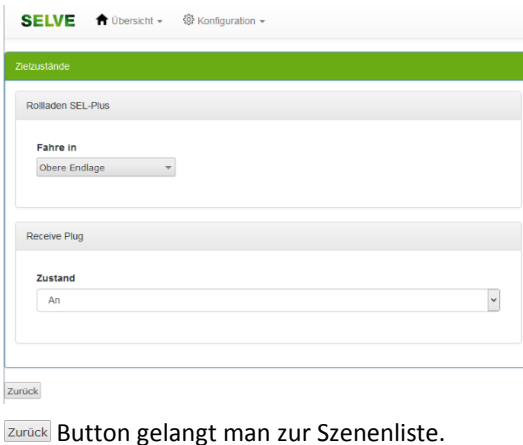 SELVE Übersicht Konfiguration
Zielzustände
Rollladen SEL-Plus
Fahre in
Obere Endlage
Receive Plug
Zustand
An
Zurück
Zurück Button gelangt man zur Szenenliste.